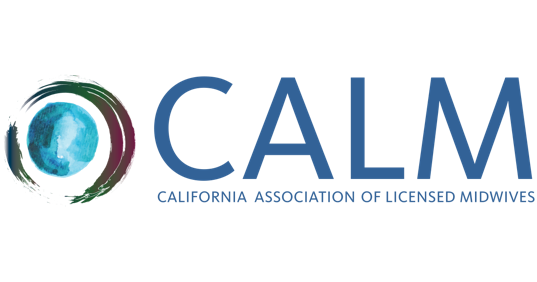 CALM
CALIFORNIA ASSOCIATION OF LICENSED MIDWIVES